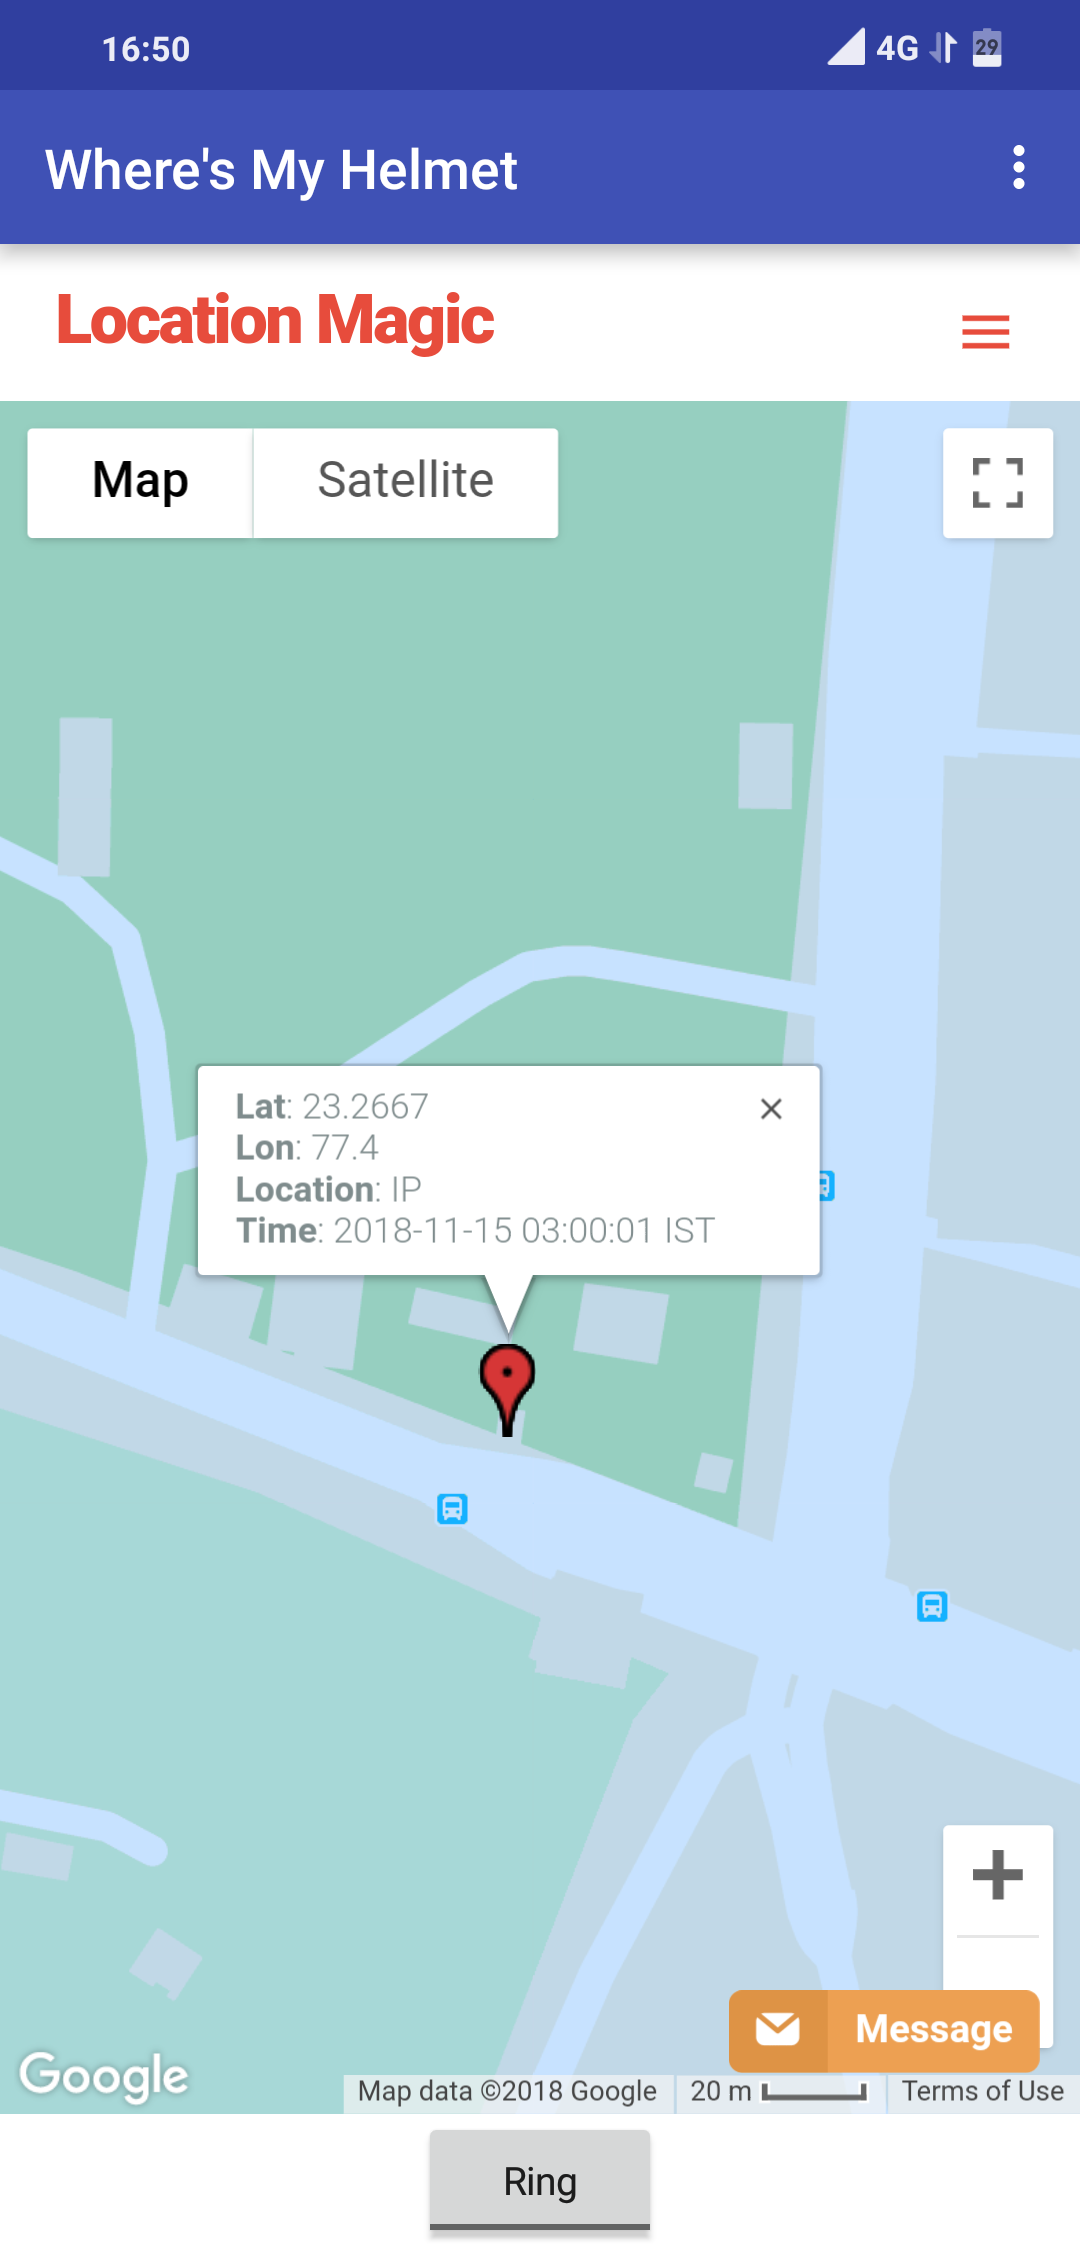 16:50
4G
29
Where's My Helmet
Location Magic
Map
Satellite
Lat: 23.2667
Lon: 77.4
Location: IP
Time: 2018-11-15 03:00:01 IST
Message
Google
Map data ©2018 Google
20 m
Terms of Use
Ring